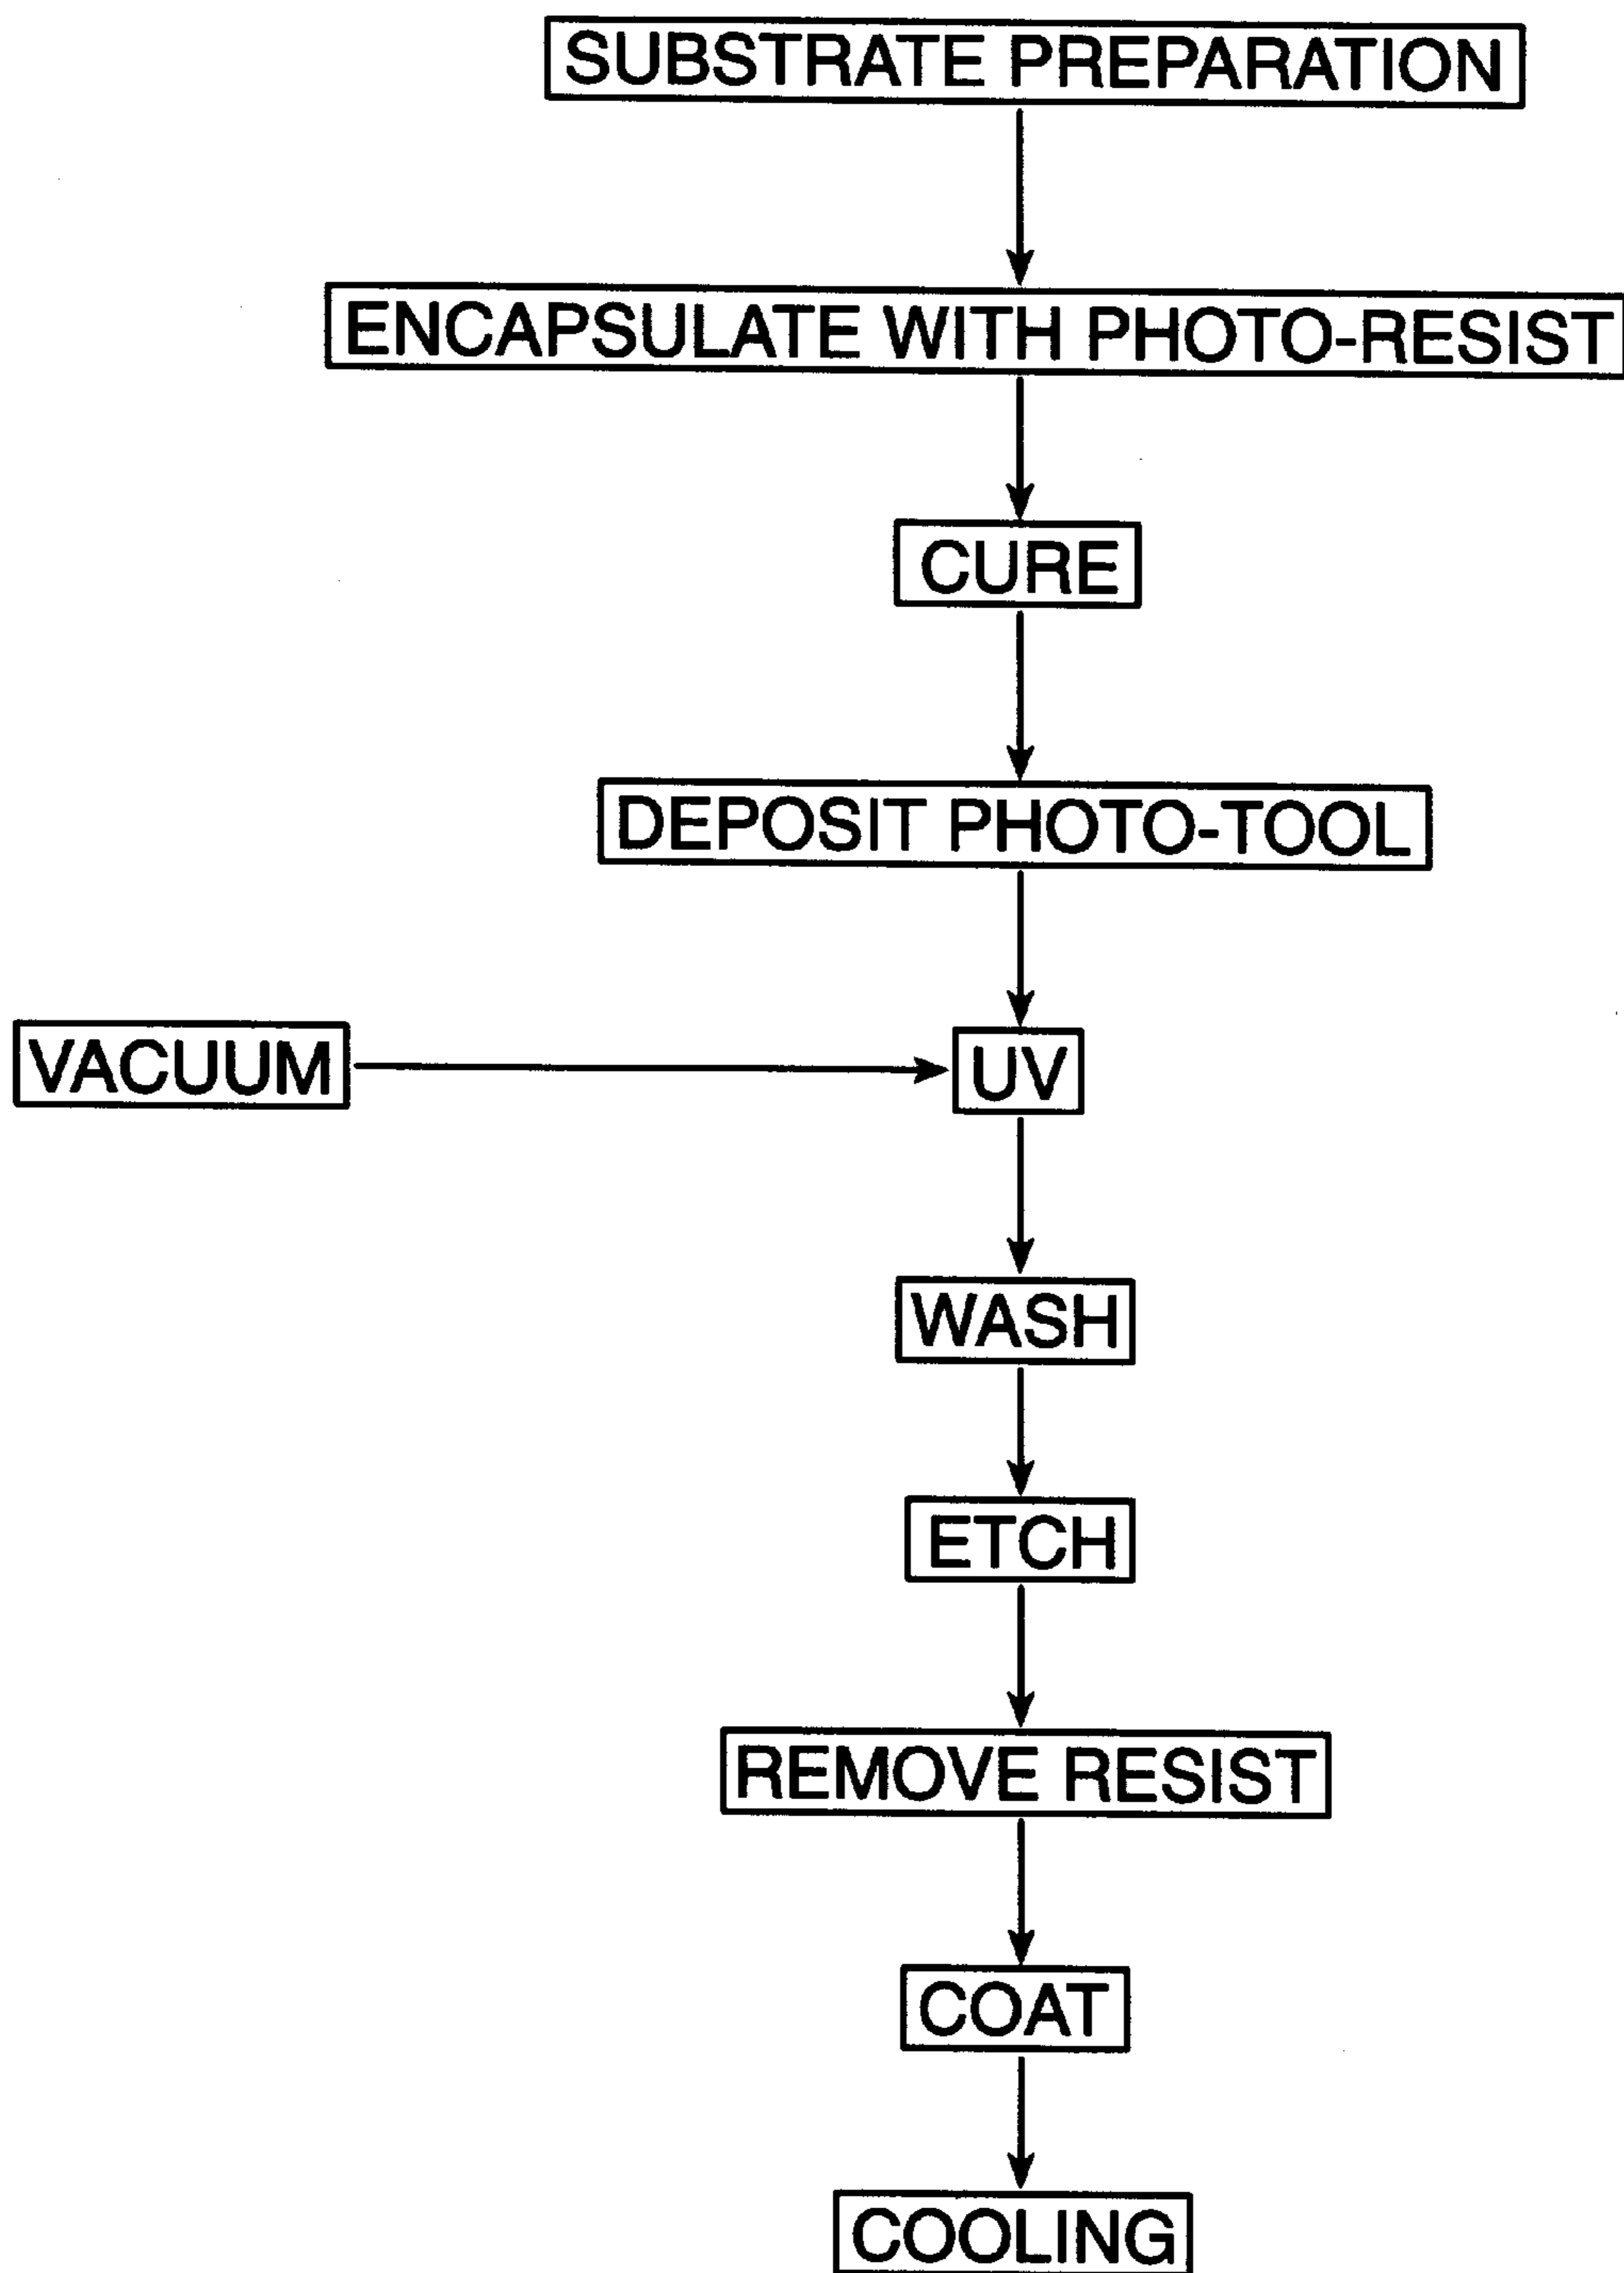 SUBSTRATE PREPARATION
ENCAPSULATE WITH PHOTO-RESIST
CURE
DEPOSIT PHOTO-TOOL
VACUUM
UV
WASH
ETCH
REMOVE RESIST
COAT
COOLING